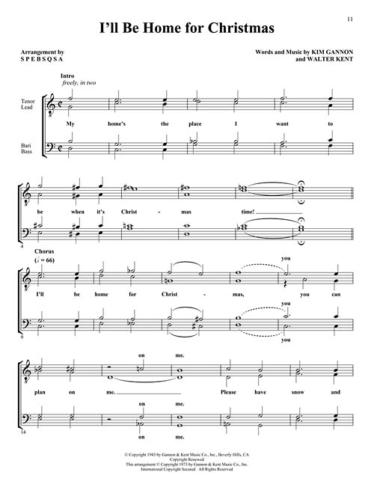 11
I'll Be Home for Christmas
Arrangement by
S P E B S Q S A
Words and Music by KIM GANNON
and WALTER KENT
Intro
freely, in two
Tenor
Lead
My home's the place I want to
Bari
Bass
be when it's Christ- mas time!
4
Chorus
(𝅗𝅥 = 66)
you
I'll be home for Christ- mas, you can
you
on me.
plan on me. Please have snow and
on me.
14
© Copyright 1943 by Gannon & Kent Music Co., Inc., Beverly Hills, CA
Copyright Renewed
This arrangement © Copyright 1973 by Gannon & Kent Music Co., Inc.
International Copyright Secured All Rights Reserved